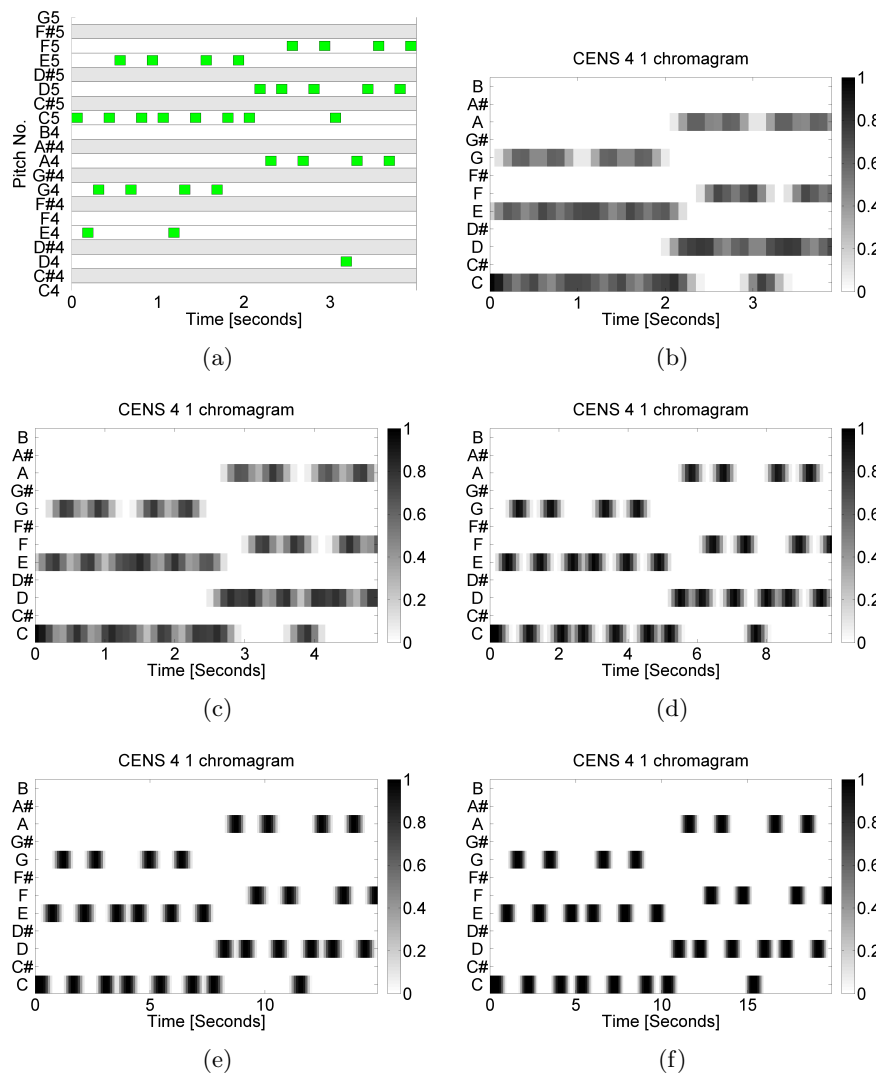 G5
F#5
F5
E5
D#5
D5
C#5
C5
B4
A#4
A4
G#4
G4
F#4
F4
E4
D#4
D4
C#4
C4
Pitch No.
0 1 2 3
Time [seconds]
(a)
CENS 4 1 chromagram
B
A#
A
G#
G
F#
F
E
D#
D
C#
C
0 1 2 3
Time [Seconds]
1
0.8
0.6
0.4
0.2
0
(b)
CENS 4 1 chromagram
B
A#
A
G#
G
F#
F
E
D#
D
C#
C
0 1 2 3 4
Time [Seconds]
1
0.8
0.6
0.4
0.2
0
(c)
CENS 4 1 chromagram
B
A#
A
G#
G
F#
F
E
D#
D
C#
C
0 2 4 6 8
Time [Seconds]
1
0.8
0.6
0.4
0.2
0
(d)
CENS 4 1 chromagram
B
A#
A
G#
G
F#
F
E
D#
D
C#
C
5 10
Time [Seconds]
1
0.8
0.6
0.4
0.2
0
(e)
CENS 4 1 chromagram
B
A#
A
G#
G
F#
F
E
D#
D
C#
C
0 5 10 15
Time [Seconds]
1
0.8
0.6
0.4
0.2
0
(f)